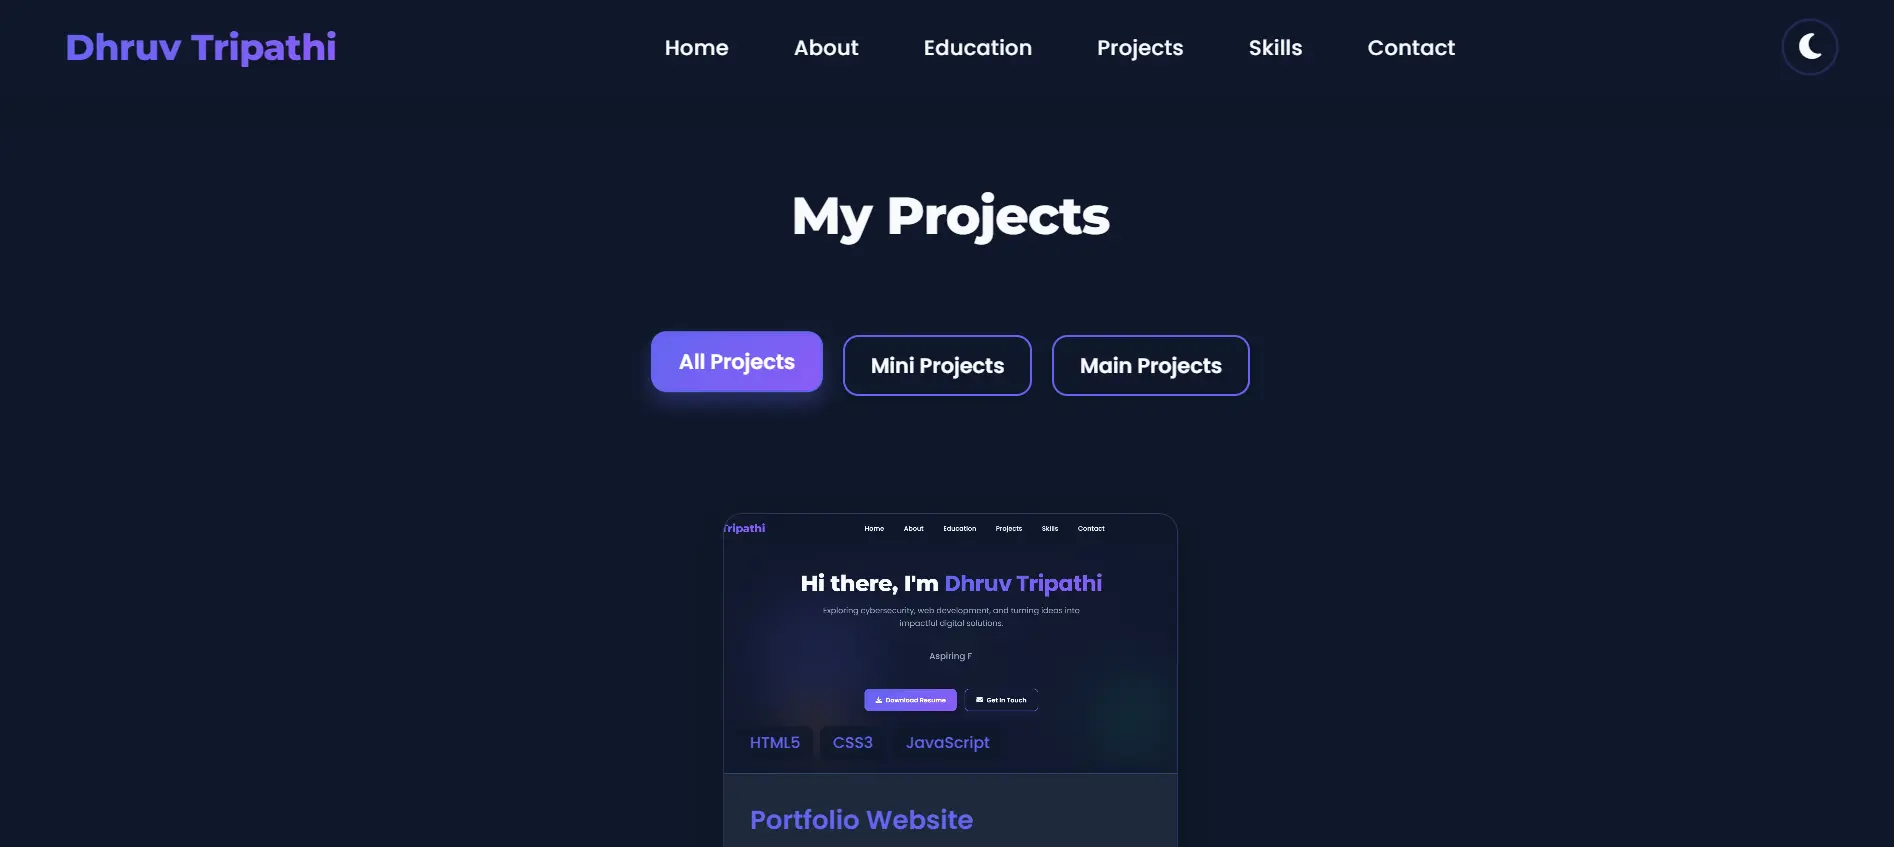 Dhruv Tripathi Home About Education Projects Skills Contact
My Projects
All Projects Mini Projects Main Projects
Tripathi Home About Education Projects Skills Contact
Hi there, I'm Dhruv Tripathi
Exploring cybersecurity, web development, and turning ideas into
impactful digital solutions.
Aspiring F
Download Resume Get In Touch
HTML5 CSS3 JavaScript
Portfolio Website